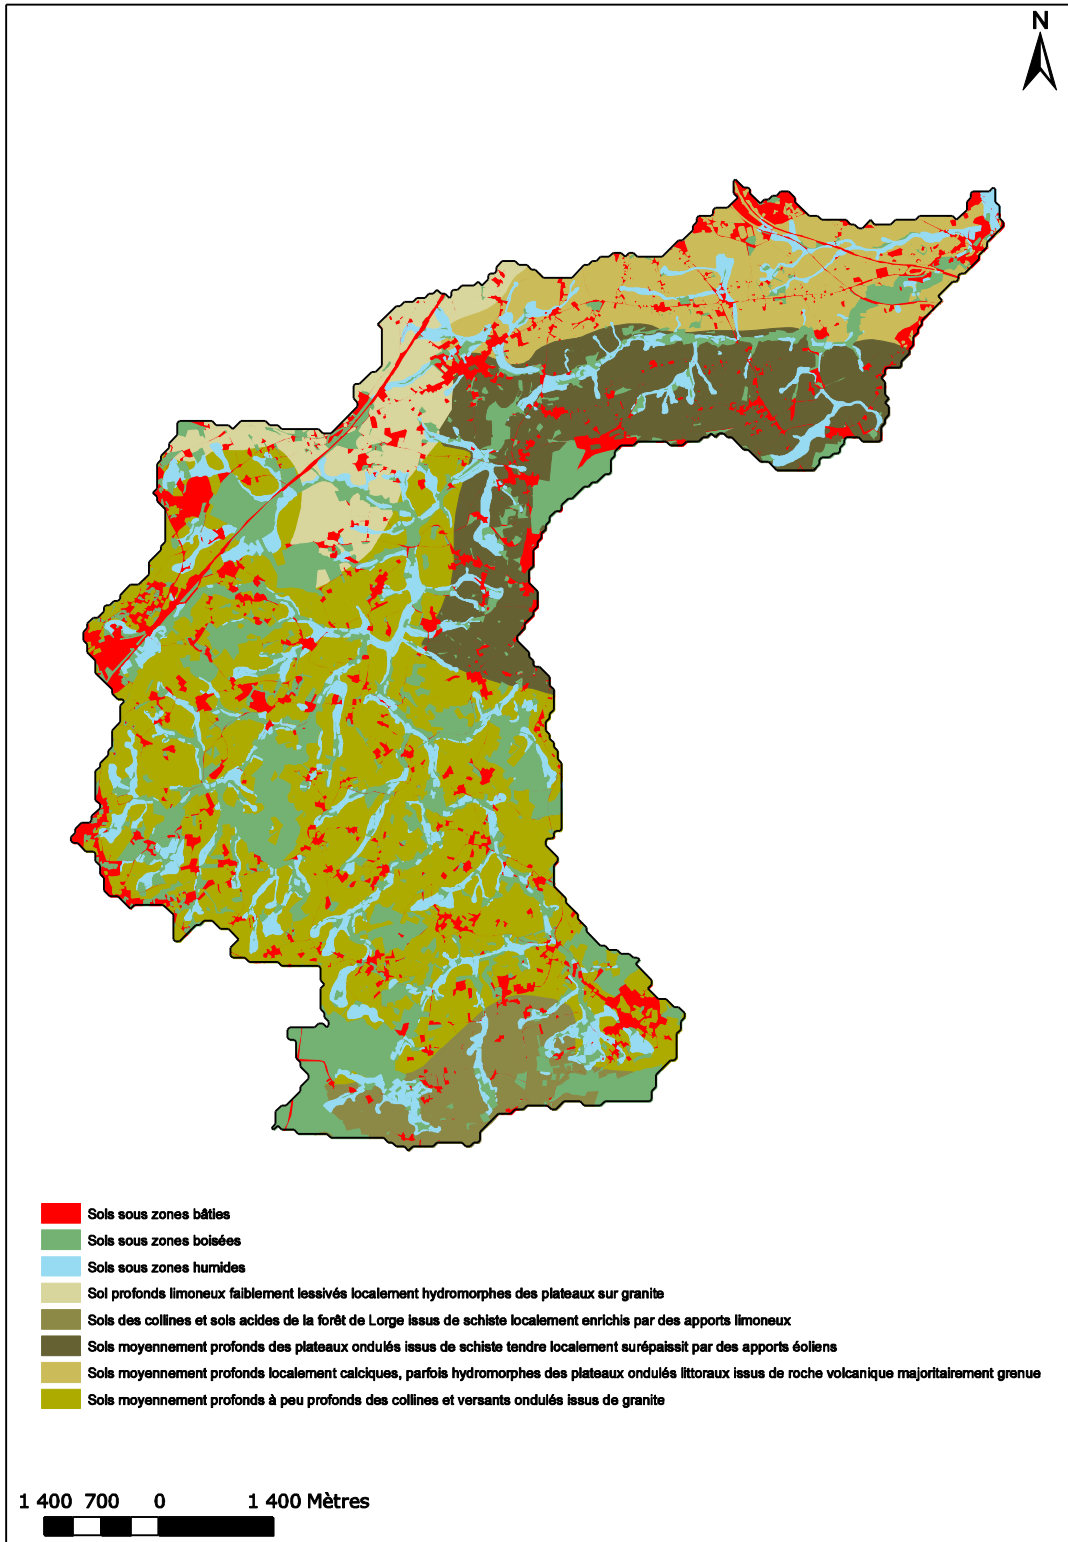 N
Sols sous zones bâties
Sols sous zones boisées
Sols sous zones humides
Sol profonds limoneux faiblement lessivés localement hydromorphes des plateaux sur granite
Sols des collines et sols acides de la forêt de Lorge issus de schiste localement enrichis par des apports limoneux
Sols moyennement profonds des plateaux ondulés issus de schiste tendre localement surépaissit par des apports éoliens
Sols moyennement profonds localement calciques, parfois hydromorphes des plateaux ondulés littoraux issus de roche volcanique majoritairement grenue
Sols moyennement profonds à peu profonds des collines et versants ondulés issus de granite
1 400 700 0 1 400 Mètres